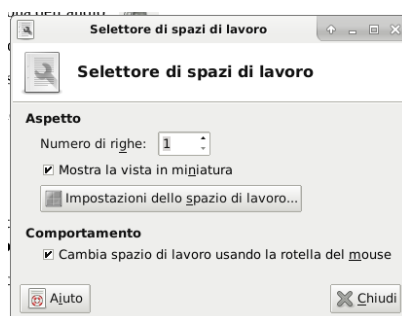 Selettore di spazi di lavoro
Selettore di spazi di lavoro
Aspetto
Numero di righe: 1
Mostra la vista in miniatura
Impostazioni dello spazio di lavoro...
Comportamento
Cambia spazio di lavoro usando la rotella del mouse
Aiuto
Chiudi